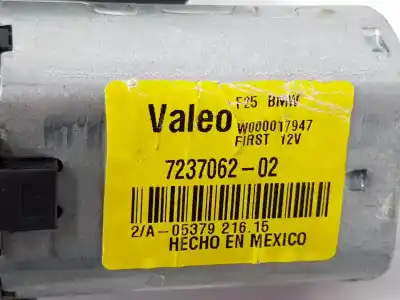 F25 BMW
Valeo W000017947
FIRST 12V
7237062-02
2/A-05379 216.15
HECHO EN MEXICO